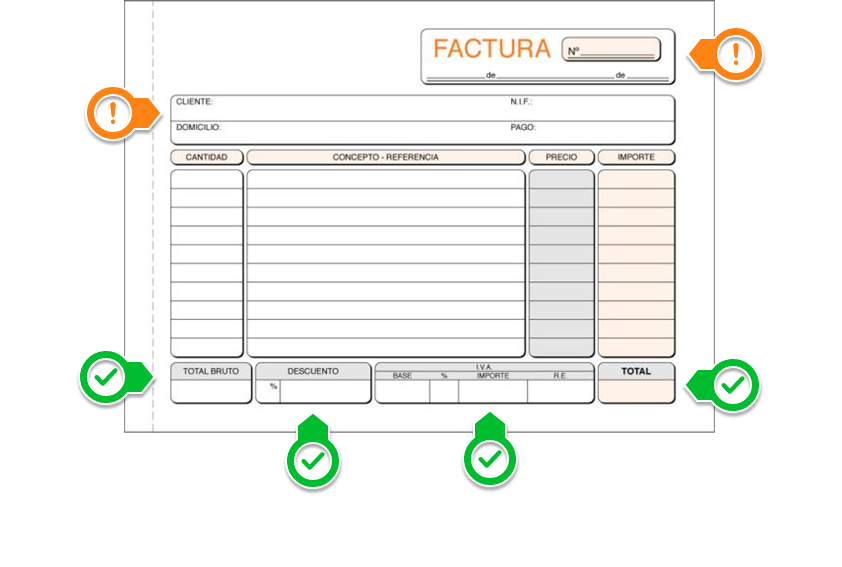 FACTURA
Nº
de de
CLIENTE: N.I.F.:
DOMICILIO: PAGO:
CANTIDAD CONCEPTO - REFERENCIA PRECIO IMPORTE
TOTAL BRUTO DESCUENTO I.V.A. TOTAL
BASE % IMPORTE R.E.
%